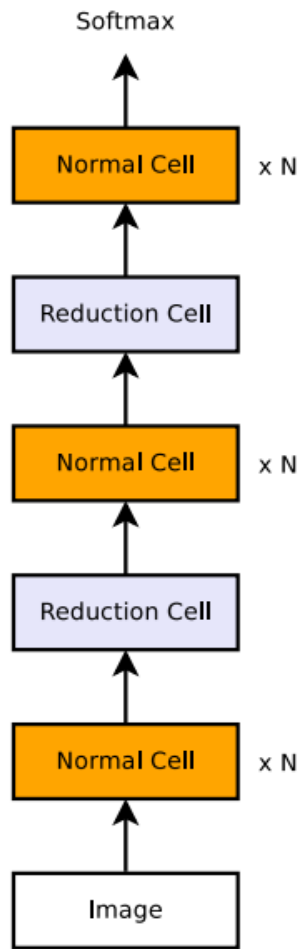 Softmax
Normal Cell x N
Reduction Cell
Normal Cell x N
Reduction Cell
Normal Cell x N
Image